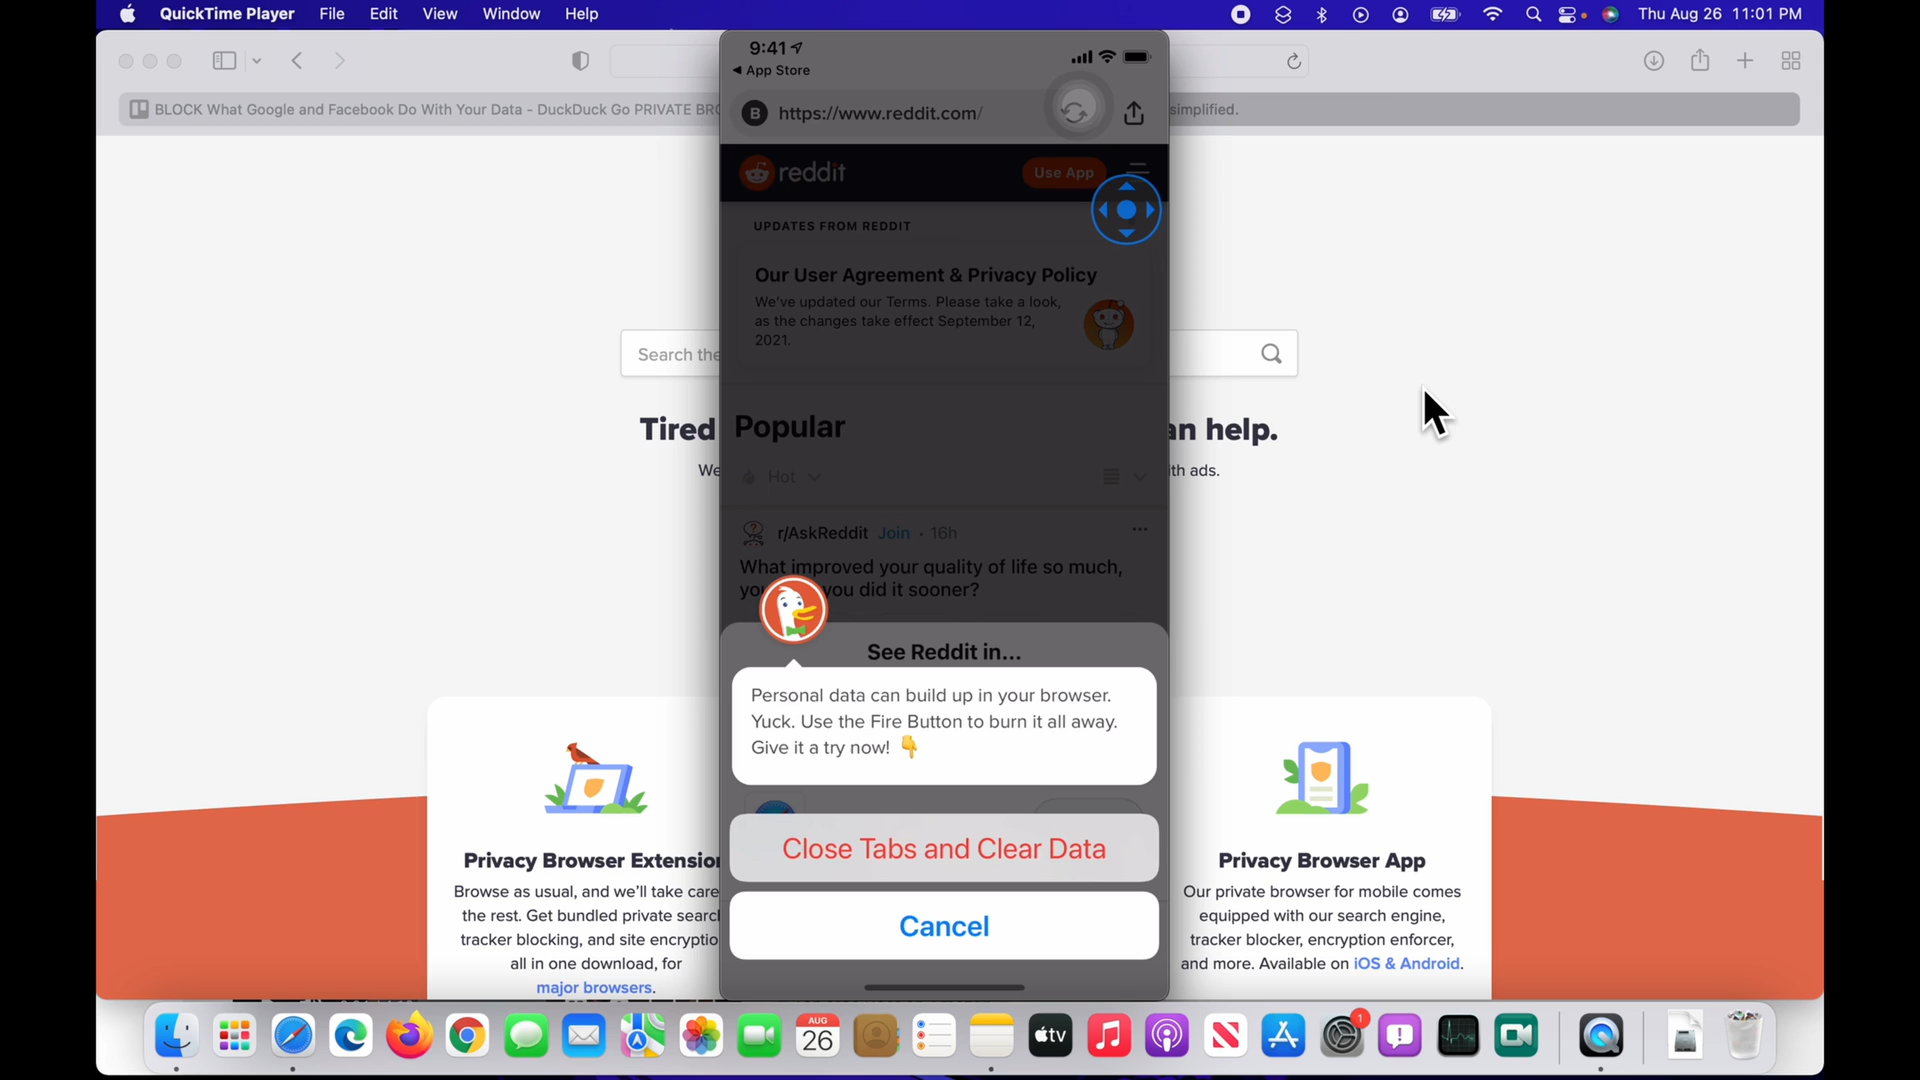 QuickTime Player File Edit View Window Help
Thu Aug 26 11:01 PM
BLOCK What Google and Facebook Do With Your Data - DuckDuck Go PRIVATE BRO
simplified.
9:41
App Store
B https://www.reddit.com/
reddit
Use App
UPDATES FROM REDDIT
Our User Agreement & Privacy Policy
We've updated our Terms. Please take a look,
as the changes take effect September 12,
2021.
Search the
Tired
an help.
We
ith ads.
Popular
Hot
r/AskReddit Join · 16h
What improved your quality of life so much,
you did it sooner?
See Reddit in...
Personal data can build up in your browser.
Yuck. Use the Fire Button to burn it all away.
Give it a try now! 👇
Close Tabs and Clear Data
Cancel
Privacy Browser Extension
Browse as usual, and we'll take care
the rest. Get bundled private search
tracker blocking, and site encryptio
all in one download, for
major browsers.
Privacy Browser App
Our private browser for mobile comes
equipped with our search engine,
tracker blocker, encryption enforcer,
and more. Available on iOS & Android.
AUG
26
tv
1